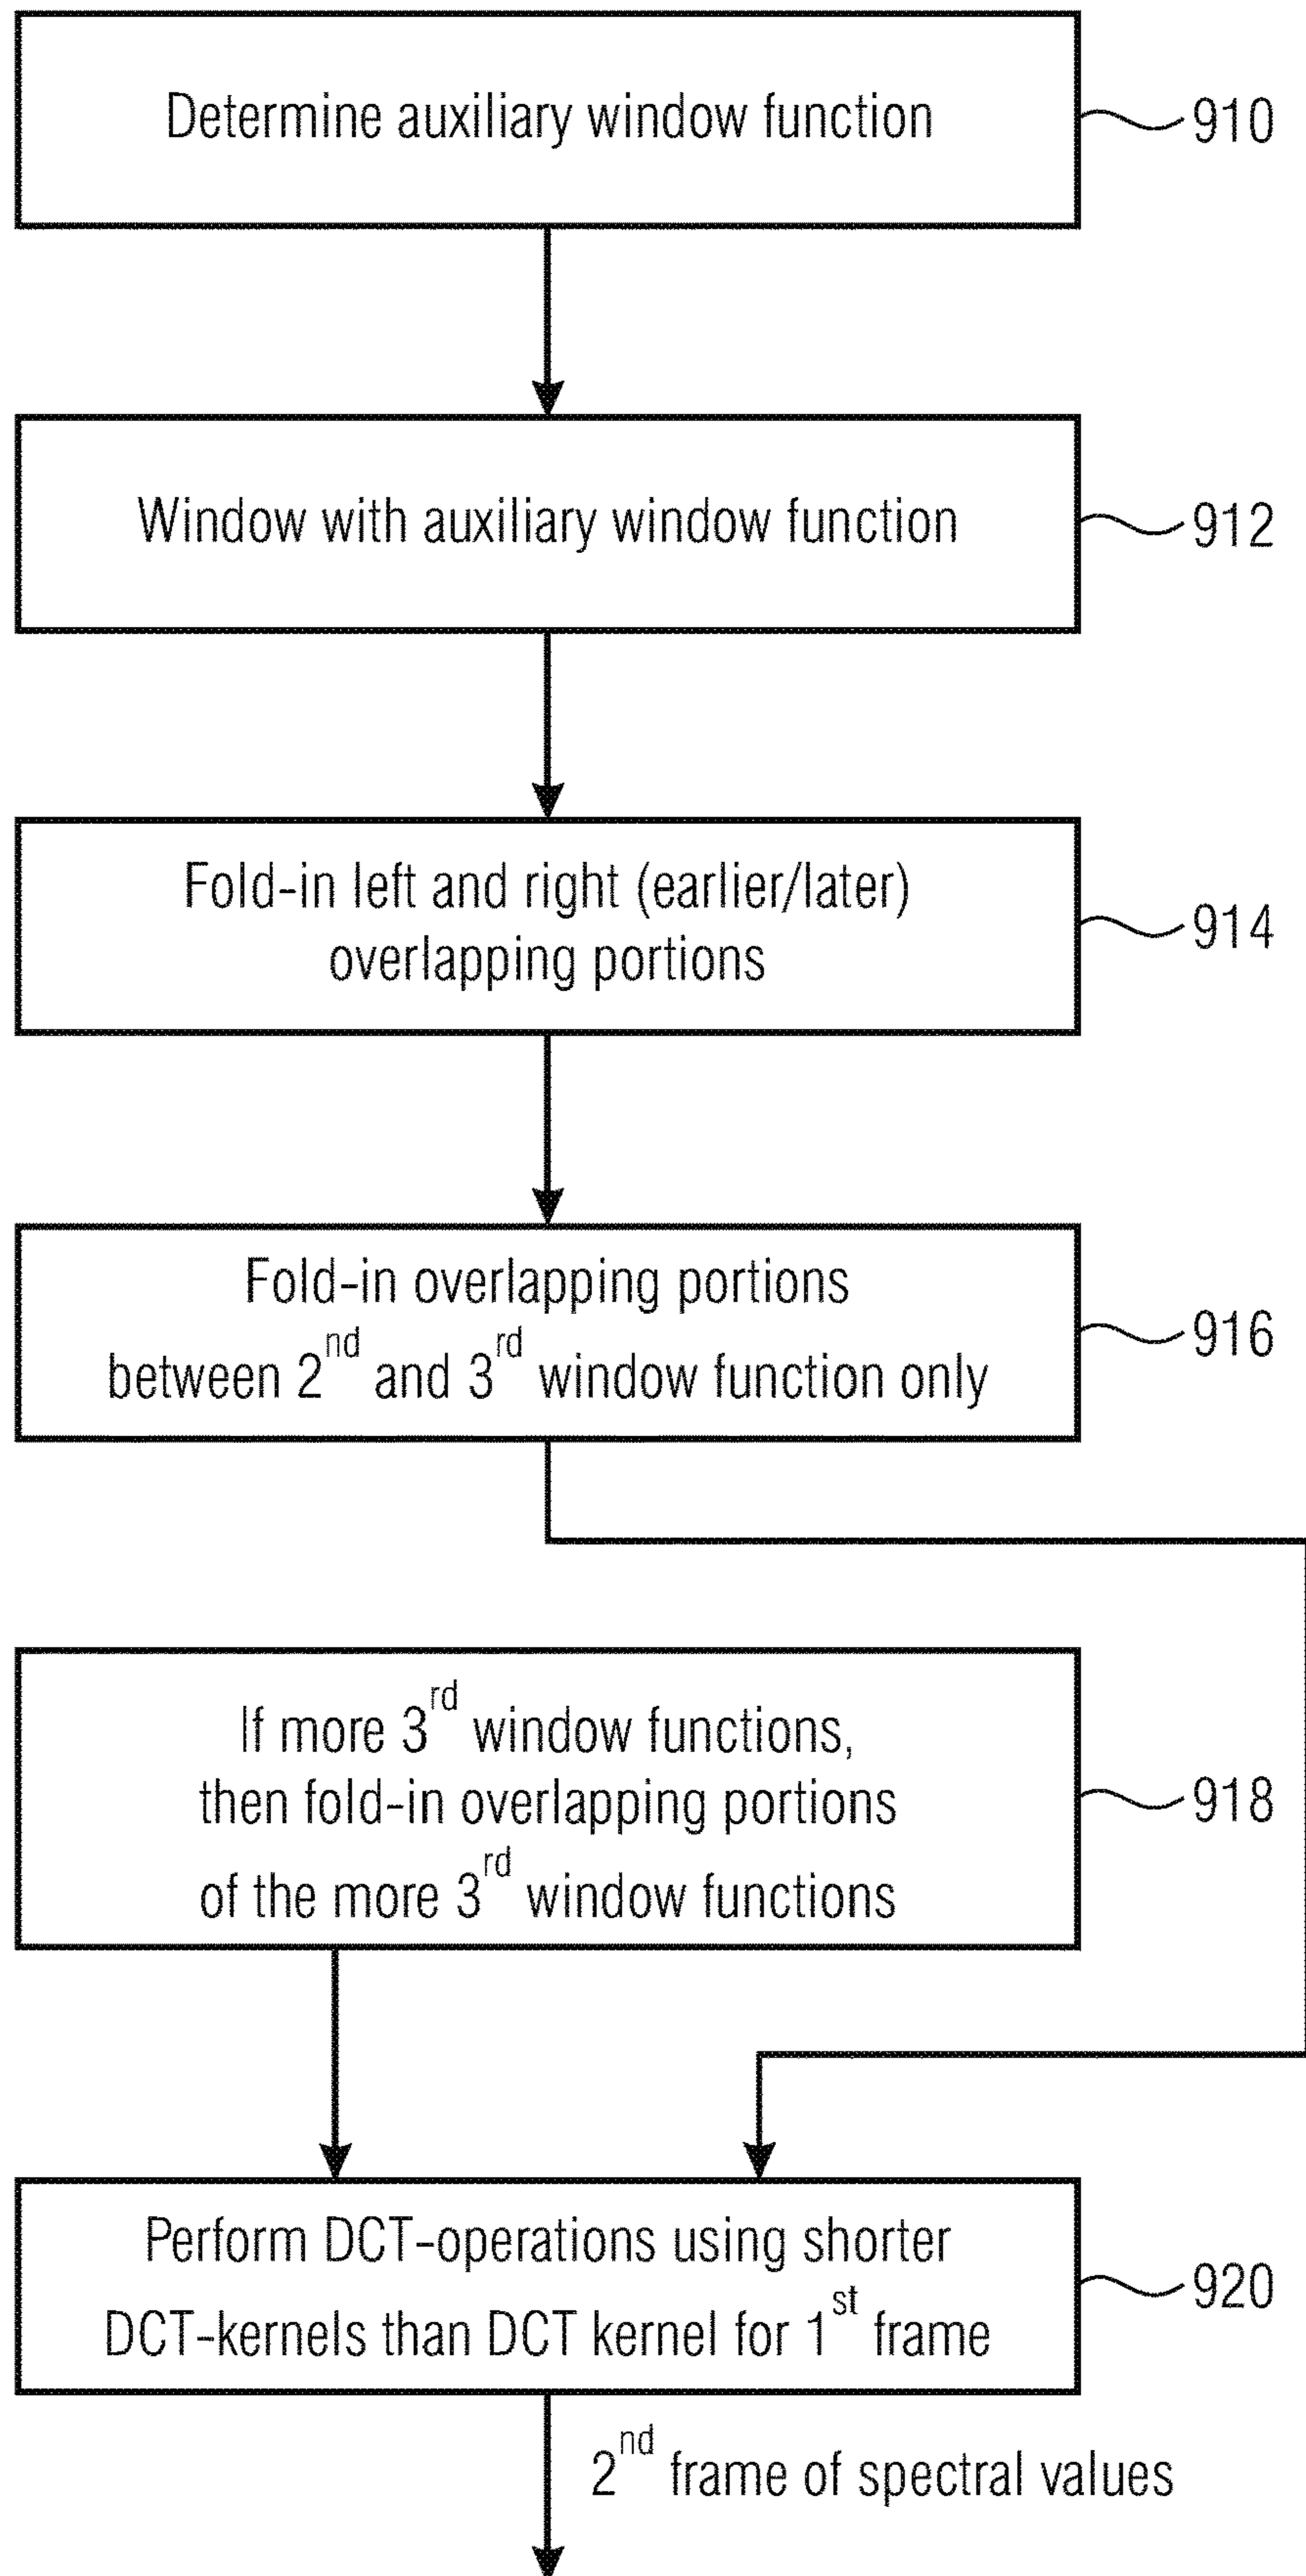 Determine auxiliary window function
910
Window with auxiliary window function
912
Fold-in left and right (earlier/later)
overlapping portions
914
Fold-in overlapping portions
between 2nd and 3rd window function only
916
If more 3rd window functions,
then fold-in overlapping portions
of the more 3rd window functions
918
Perform DCT-operations using shorter
DCT-kernels than DCT kernel for 1st frame
920
2nd frame of spectral values